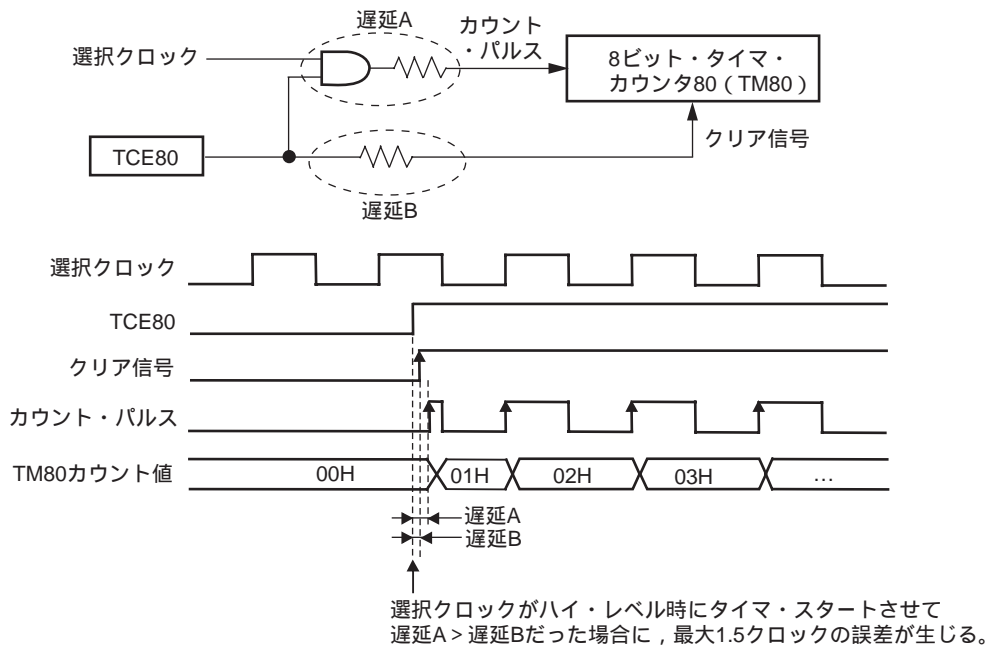 遅延A
カウント
・パルス
選択クロック
8ビット・タイマ・
カウンタ80（TM80）
クリア信号
TCE80
遅延B
選択クロック
TCE80
クリア信号
カウント・パルス
TM80カウント値
00H
01H
02H
03H
…
遅延A
遅延B
選択クロックがハイ・レベル時にタイマ・スタートさせて
遅延A＞遅延Bだった場合に，最大1.5クロックの誤差が生じる。